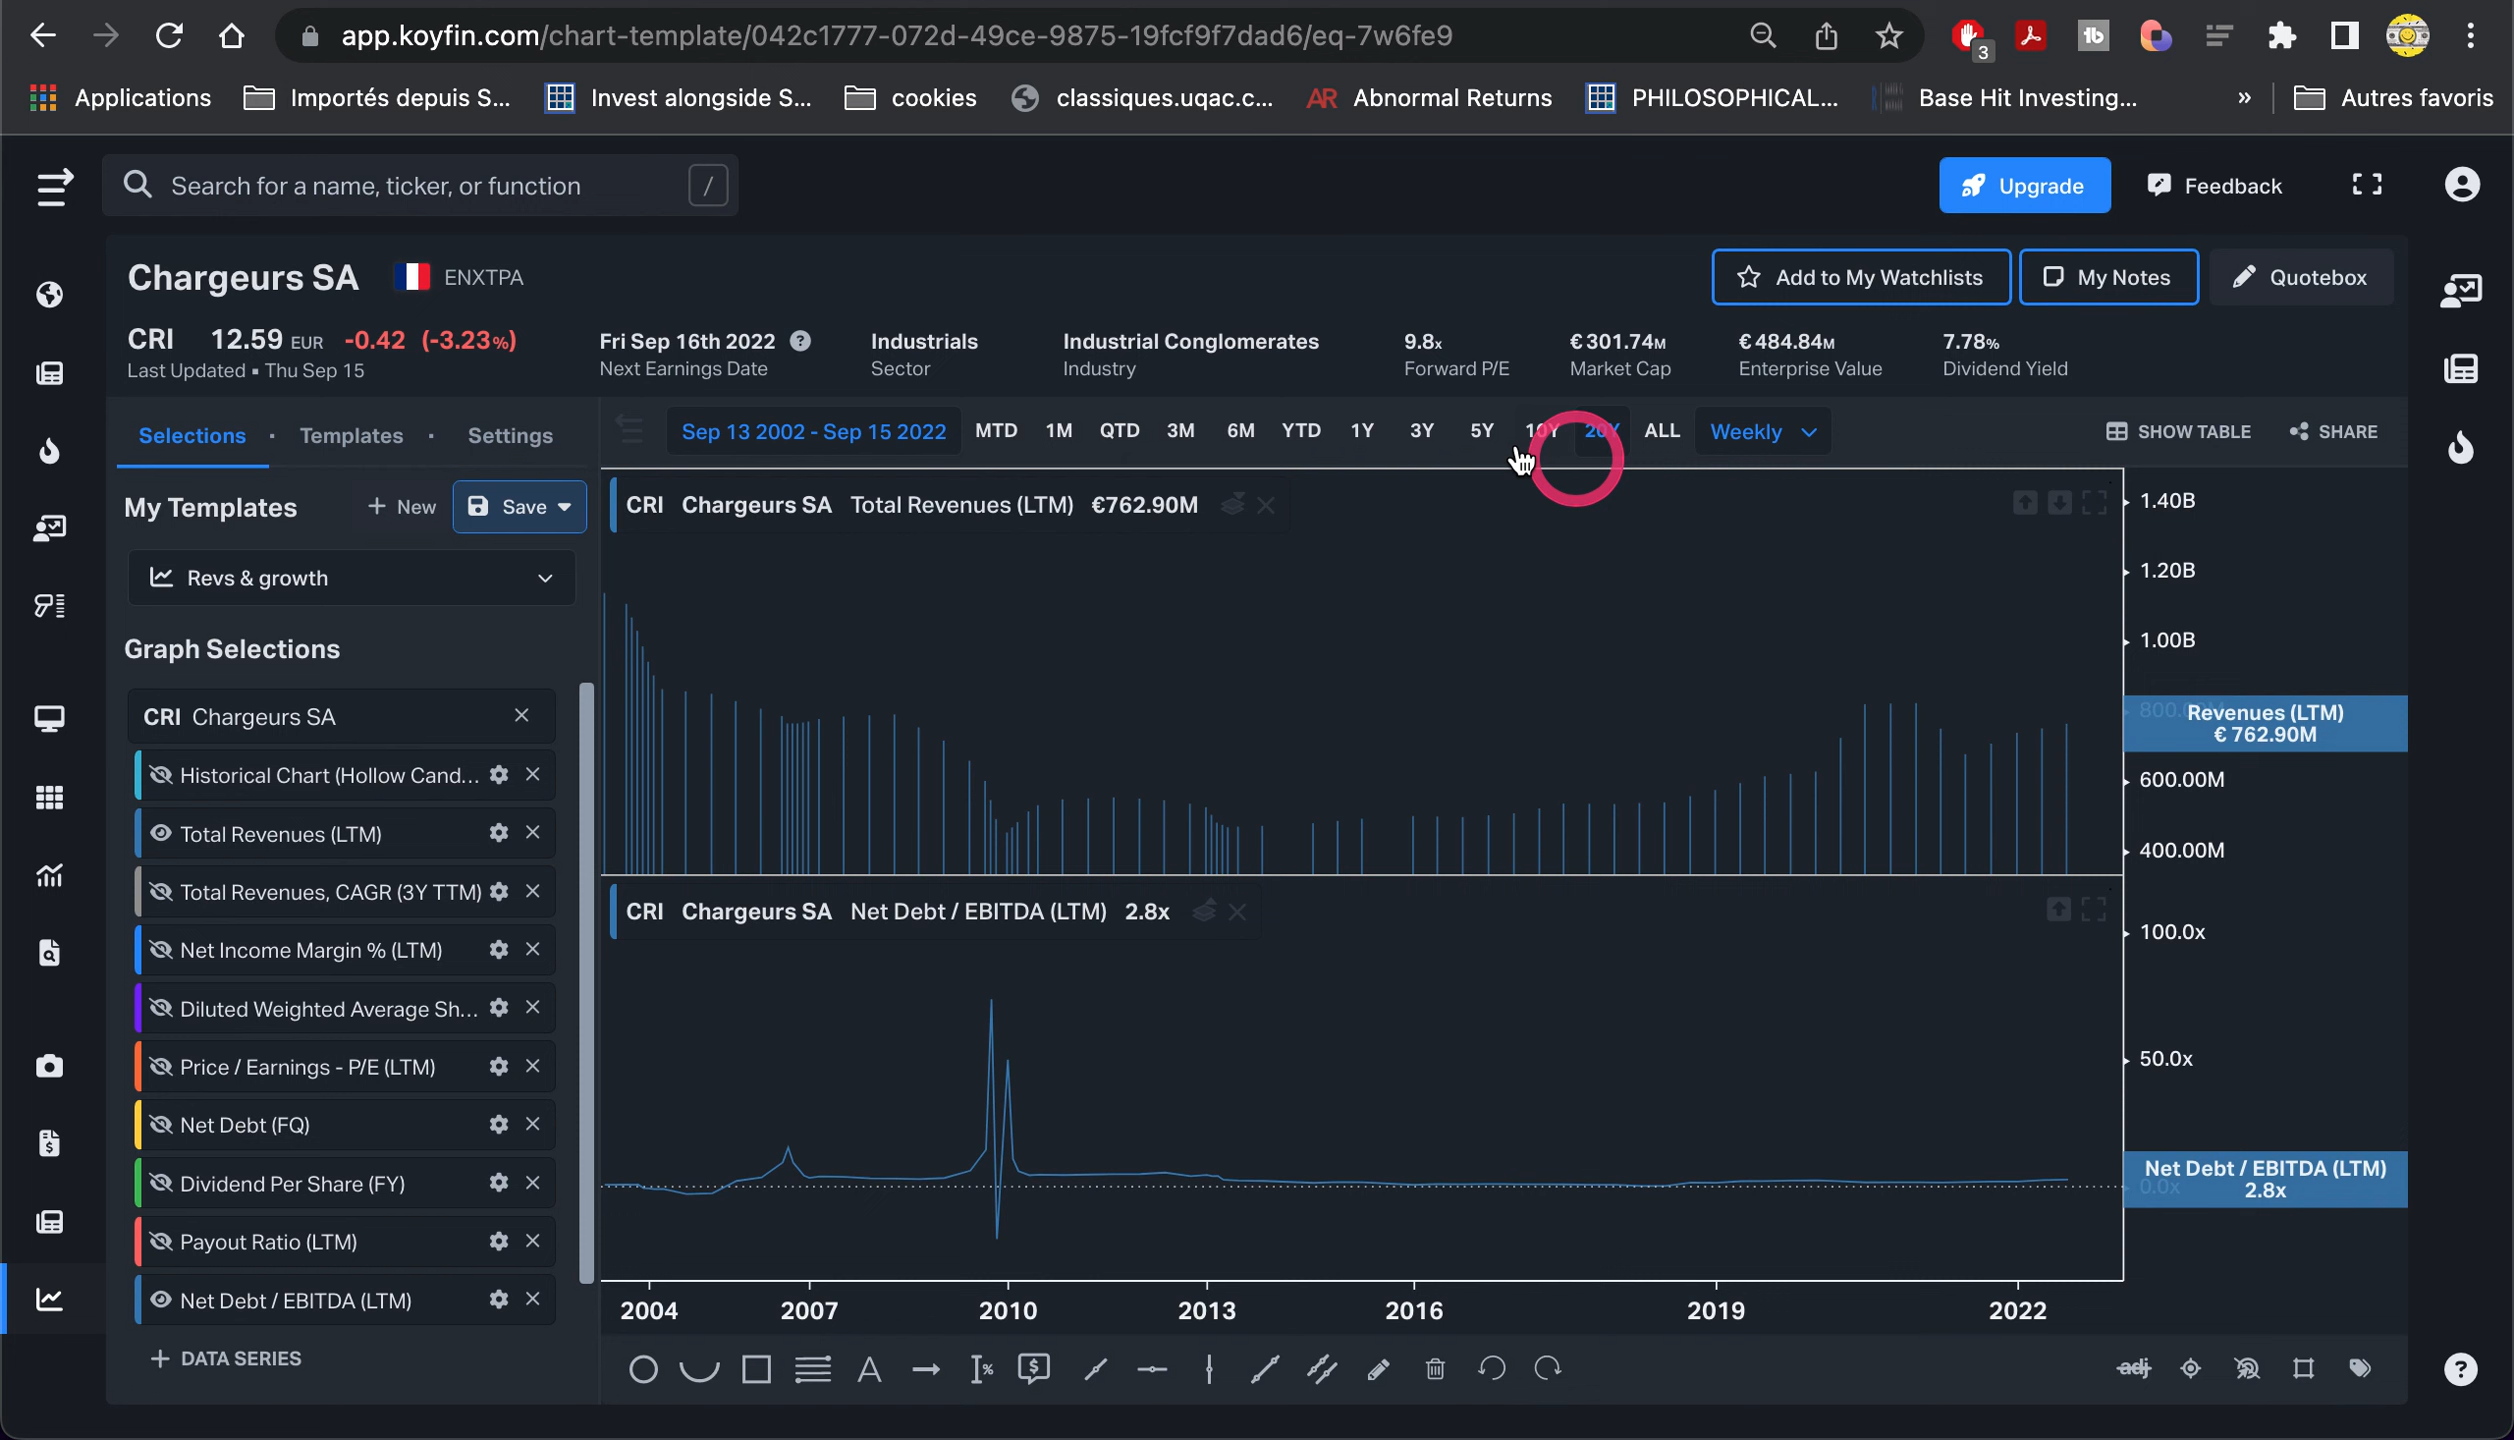 app.koyfin.com/chart-template/042c1777-072d-49ce-9875-19fcf9f7dad6/eq-7w6fe9
3
Applications
Importés depuis S...
Invest alongside S...
cookies
classiques.uqac.c...
AR Abnormal Returns
PHILOSOPHICAL...
Base Hit Investing...
»
Autres favoris
Search for a name, ticker, or function /
Upgrade
Feedback
Chargeurs SA ENXTPA
Add to My Watchlists
My Notes
Quotebox
CRI 12.59 EUR -0.42 (-3.23%)
Last Updated ▪ Thu Sep 15
Fri Sep 16th 2022 ?
Next Earnings Date
Industrials
Sector
Industrial Conglomerates
Industry
9.8x
Forward P/E
€301.74M
Market Cap
€484.84M
Enterprise Value
7.78%
Dividend Yield
Selections · Templates · Settings
Sep 13 2002 - Sep 15 2022 MTD 1M QTD 3M 6M YTD 1Y 3Y 5Y 10Y 20Y ALL Weekly
SHOW TABLE SHARE
My Templates + New Save
Revs & growth
Graph Selections
CRI Chargeurs SA
Historical Chart (Hollow Cand...
Total Revenues (LTM)
Total Revenues, CAGR (3Y TTM)
Net Income Margin % (LTM)
Diluted Weighted Average Sh...
Price / Earnings - P/E (LTM)
Net Debt (FQ)
Dividend Per Share (FY)
Payout Ratio (LTM)
Net Debt / EBITDA (LTM)
+ DATA SERIES
CRI Chargeurs SA Total Revenues (LTM) €762.90M
1.40B
1.20B
1.00B
800.
Revenues (LTM)
€ 762.90M
600.00M
400.00M
CRI Chargeurs SA Net Debt / EBITDA (LTM) 2.8x
100.0x
50.0x
Net Debt / EBITDA (LTM)
0.0x
2.8x
2004 2007 2010 2013 2016 2019 2022
A
%
$
adj
?